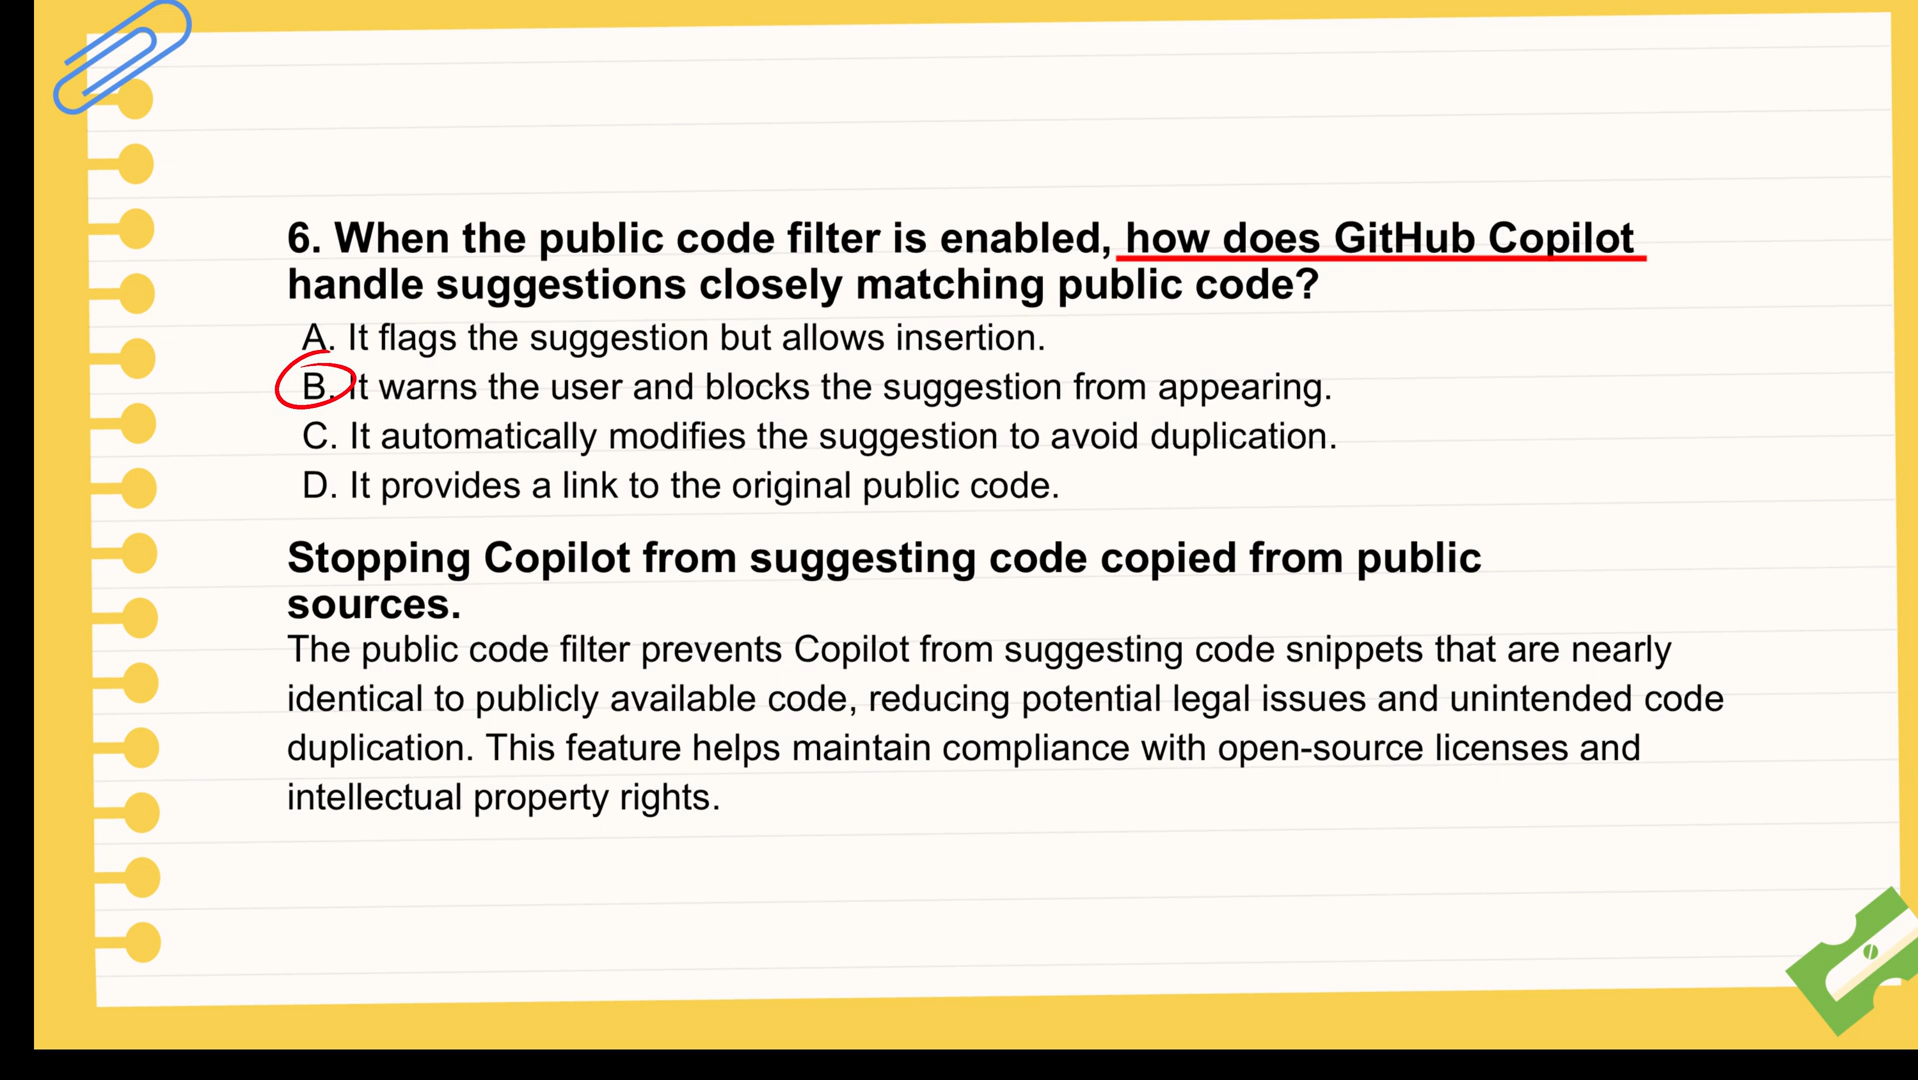 6. When the public code filter is enabled, how does GitHub Copilot
handle suggestions closely matching public code?
A. It flags the suggestion but allows insertion.
B. It warns the user and blocks the suggestion from appearing.
C. It automatically modifies the suggestion to avoid duplication.
D. It provides a link to the original public code.
Stopping Copilot from suggesting code copied from public
sources.
The public code filter prevents Copilot from suggesting code snippets that are nearly
identical to publicly available code, reducing potential legal issues and unintended code
duplication. This feature helps maintain compliance with open-source licenses and
intellectual property rights.